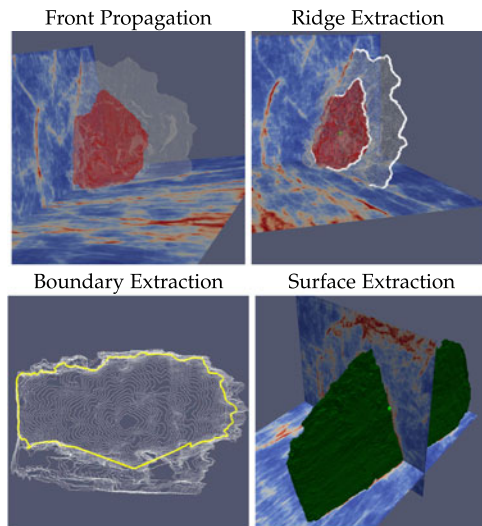 Front Propagation
Ridge Extraction
Boundary Extraction
Surface Extraction